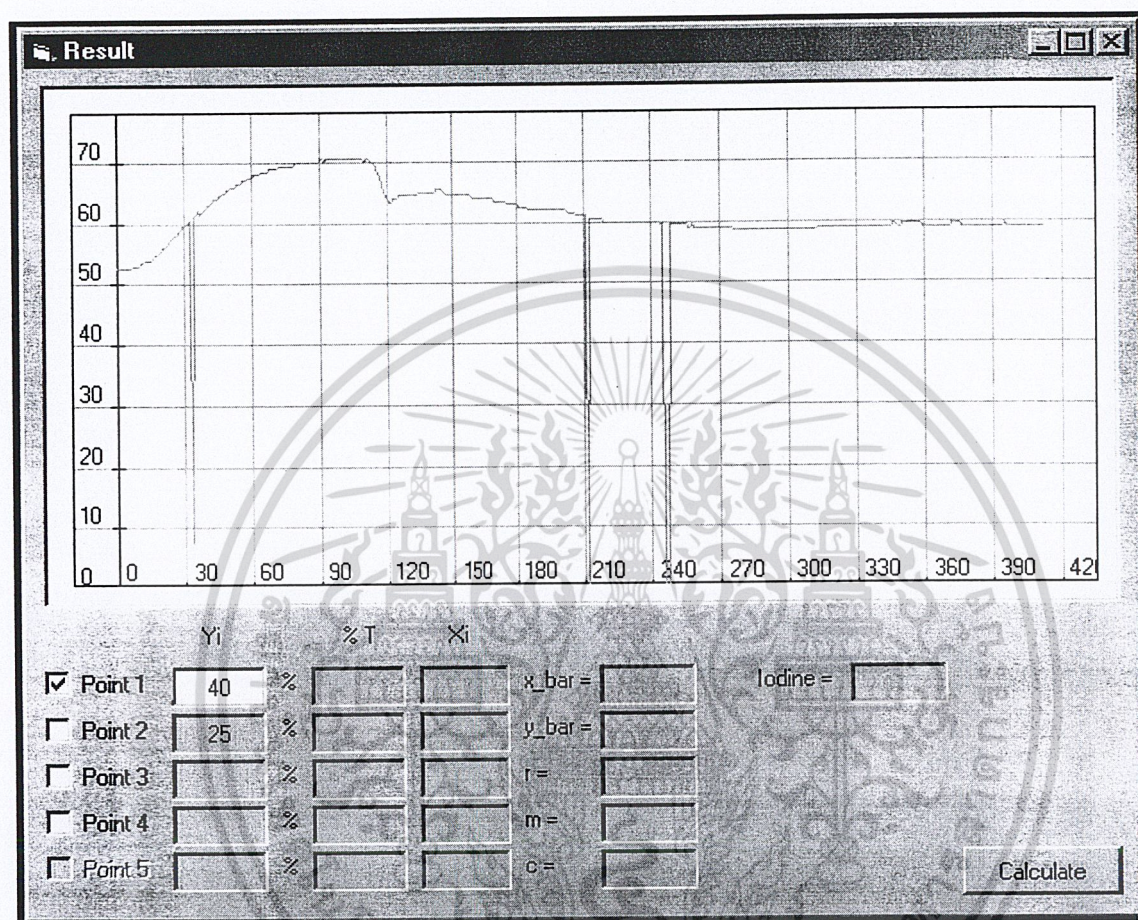 Result
70
60
50
40
30
20
10
0 0 30 60 90 120 150 180 210 240 270 300 330 360 390 42
Yi % T Xi
Point 1 40 % x_bar = Iodine =
Point 2 25 % y_bar =
Point 3 % r =
Point 4 % m =
Point 5 % c =
Calculate